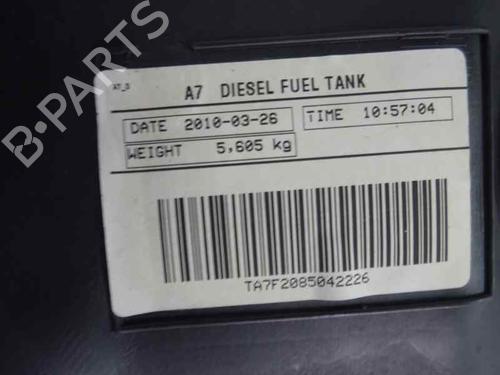 B-PARTS
A7 DIESEL FUEL TANK
DATE 2010-03-26
TIME 10:57:04
WEIGHT 5,605 kg
TA7F2085042226